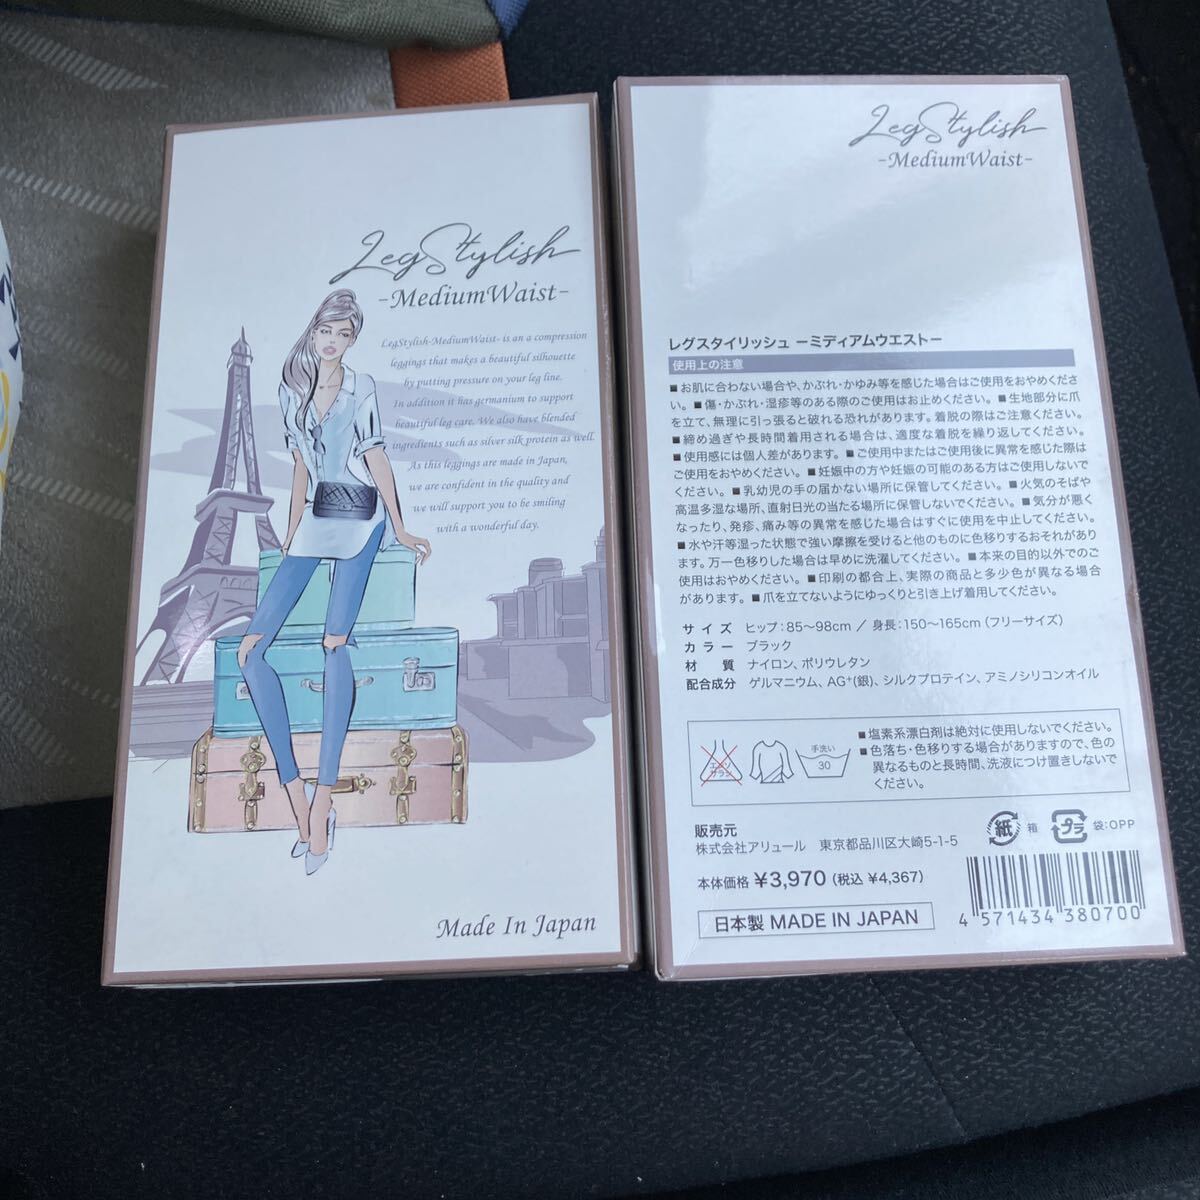 LegStylish
-MediumWaist-
LegStylish-MediumWaist- is an a compression
leggings that makes a beautiful silhouette
by putting pressure on your leg line.
In addition it has germanium to support
beautiful leg care. We also have blended
ingredients such as silver silk protein as well.
As this leggings are made in Japan,
we are confident in the quality and
we will support you to be smiling
with a wonderful day.
Made In Japan
LegStylish
-MediumWaist-
レグスタイリッシュ ーミディアムウエストー
使用上の注意
■お肌に合わない場合や、かぶれ・かゆみ等を感じた場合はご使用をおやめくださ
い。■傷・かぶれ・湿疹等のある際のご使用はお止めください。■生地部分に爪
を立て、無理に引っ張ると破れる恐れがあります。着脱の際はご注意ください。
■締め過ぎや長時間着用される場合は、適度な着脱を繰り返してください。
■使用感には個人差があります。■ご使用中またはご使用後に異常を感じた際は
ご使用をおやめください。■妊娠中の方や妊娠の可能のある方はご使用しないで
ください。■乳幼児の手の届かない場所に保管してください。■火気のそばや
高温多湿な場所、直射日光の当たる場所に保管しないでください。■気分が悪く
なったり、発疹、痛み等の異常を感じた場合はすぐに使用を中止してください。
■水や汗等湿った状態で強い摩擦を受けると他のものに色移りするおそれがあり
ます。万一色移りした場合は早めに洗濯してください。■本来の目的以外でのご
使用はおやめください。■印刷の都合上、実際の商品と多少色が異なる場合
があります。■爪を立てないようにゆっくりと引き上げ着用してください。
サイズ ヒップ:85〜98cm / 身長:150〜165cm(フリーサイズ)
カラー ブラック
材 質 ナイロン、ポリウレタン
配合成分 ゲルマニウム、AG⁺(銀)、シルクプロテイン、アミノシリコンオイル
エンソ
サラシ
手洗い
30
■塩素系漂白剤は絶対に使用しないでください。
■色落ち・色移りする場合がありますので、色の
異なるものと長時間、洗液につけ置きしないで
ください。
販売元
株式会社アリュール 東京都品川区大崎5-1-5
紙 箱 プラ 袋:OPP
本体価格 ¥3,970 (税込 ¥4,367)
日本製 MADE IN JAPAN
4 571434 380700